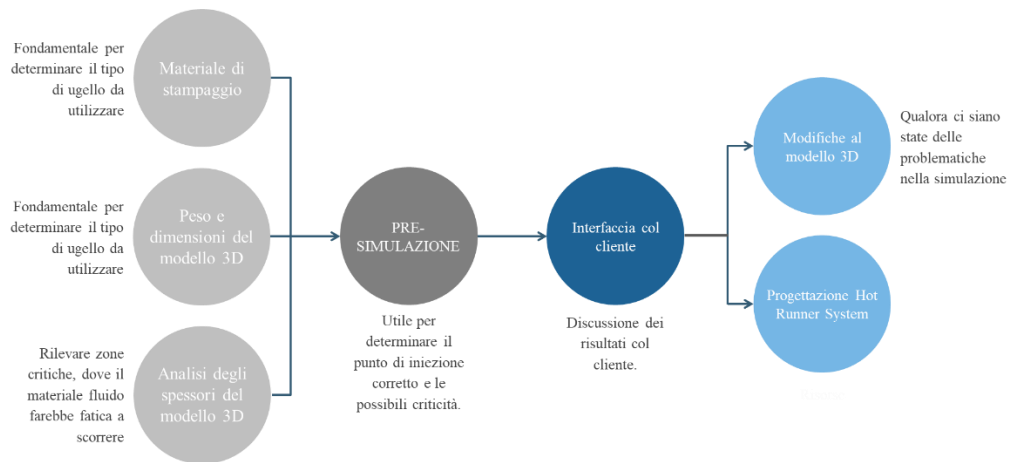 Fondamentale per
determinare il tipo
di ugello da
utilizzare
Materiale di
stampaggio
Fondamentale per
determinare il tipo
di ugello da
utilizzare
Peso e
dimensioni del
modello 3D
Rilevare zone
critiche, dove il
materiale fluido
farebbe fatica a
scorrere
Analisi degli
spessori del
modello 3D
PRE-
SIMULAZIONE
Utile per
determinare il
punto di iniezione
corretto e le
possibili criticità.
Interfaccia col
cliente
Discussione dei
risultati col
cliente.
Modifiche al
modello 3D
Qualora ci siano
state delle
problematiche
nella simulazione
Progettazione Hot
Runner System